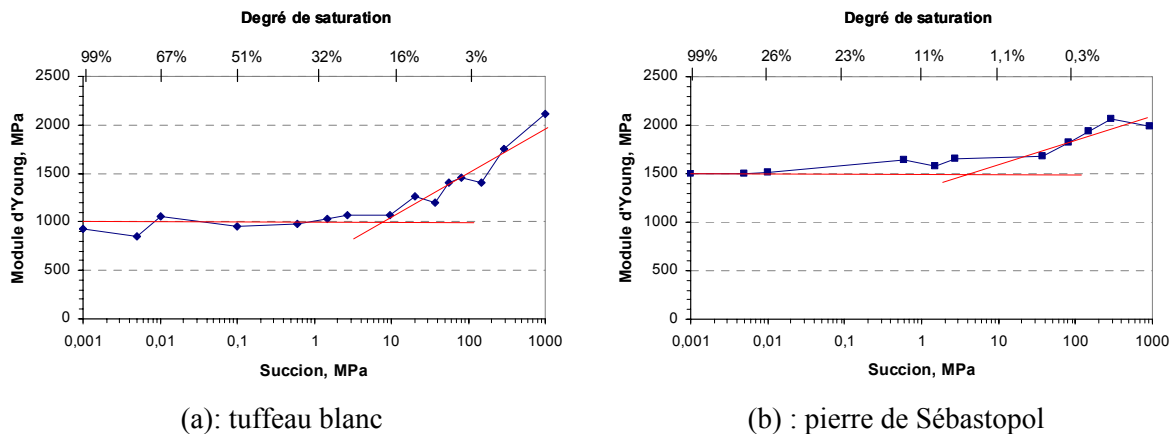 Degré de saturation
99% 67% 51% 32% 16% 3%
2500
2000
1500
1000
500
0
Module d'Young, MPa
0,001 0,01 0,1 1 10 100 1000
Succion, MPa
(a): tuffeau blanc
Degré de saturation
99% 26% 23% 11% 1,1% 0,3%
2500
2000
1500
1000
500
0
Module d'Young, MPa
0,001 0,01 0,1 1 10 100 1000
Succion, MPa
(b) : pierre de Sébastopol